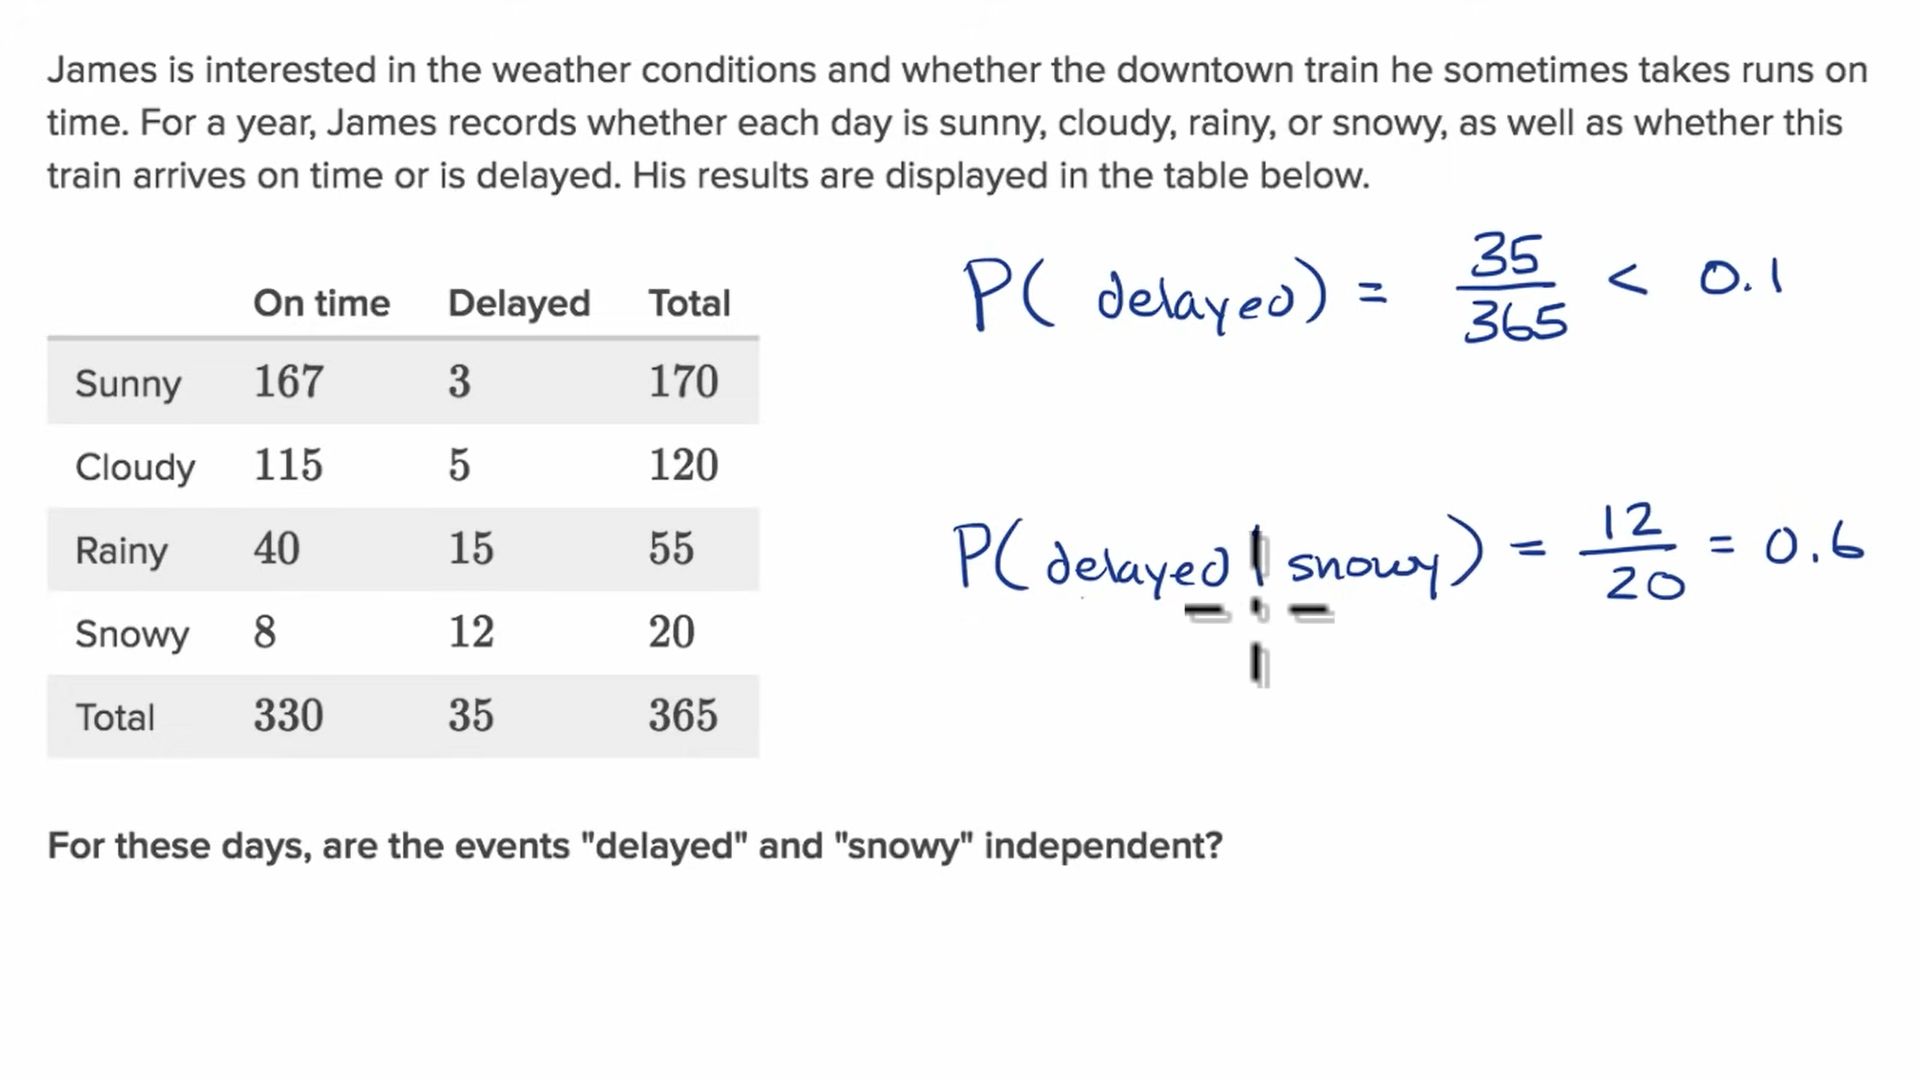 James is interested in the weather conditions and whether the downtown train he sometimes takes runs on
time. For a year, James records whether each day is sunny, cloudy, rainy, or snowy, as well as whether this
train arrives on time or is delayed. His results are displayed in the table below.
P( delayed) = 35/365 < 0.1
On time Delayed Total
Sunny 167 3 170
Cloudy 115 5 120
Rainy 40 15 55
Snowy 8 12 20
Total 330 35 365
P(delayed | snowy) = 12/20 = 0.6
For these days, are the events "delayed" and "snowy" independent?